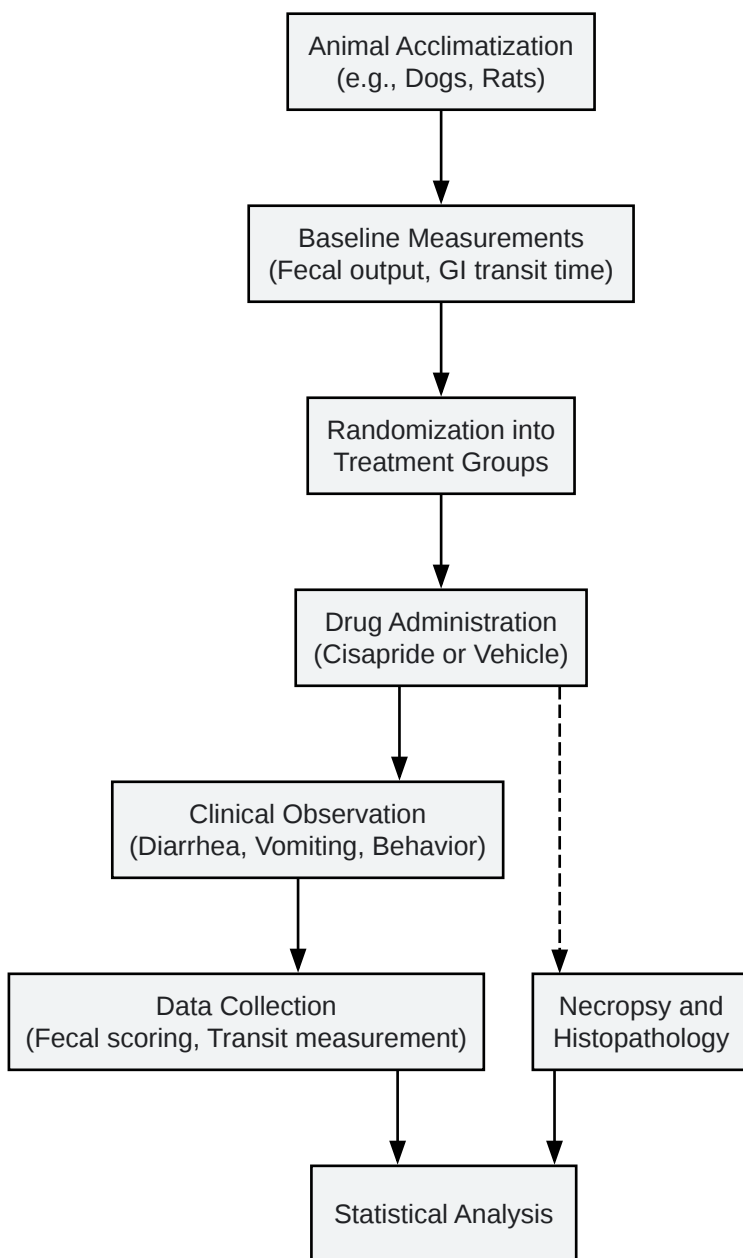 Animal Acclimatization
(e.g., Dogs, Rats)
Baseline Measurements
(Fecal output, GI transit time)
Randomization into
Treatment Groups
Drug Administration
(Cisapride or Vehicle)
Clinical Observation
(Diarrhea, Vomiting, Behavior)
Data Collection
(Fecal scoring, Transit measurement)
Necropsy and
Histopathology
Statistical Analysis